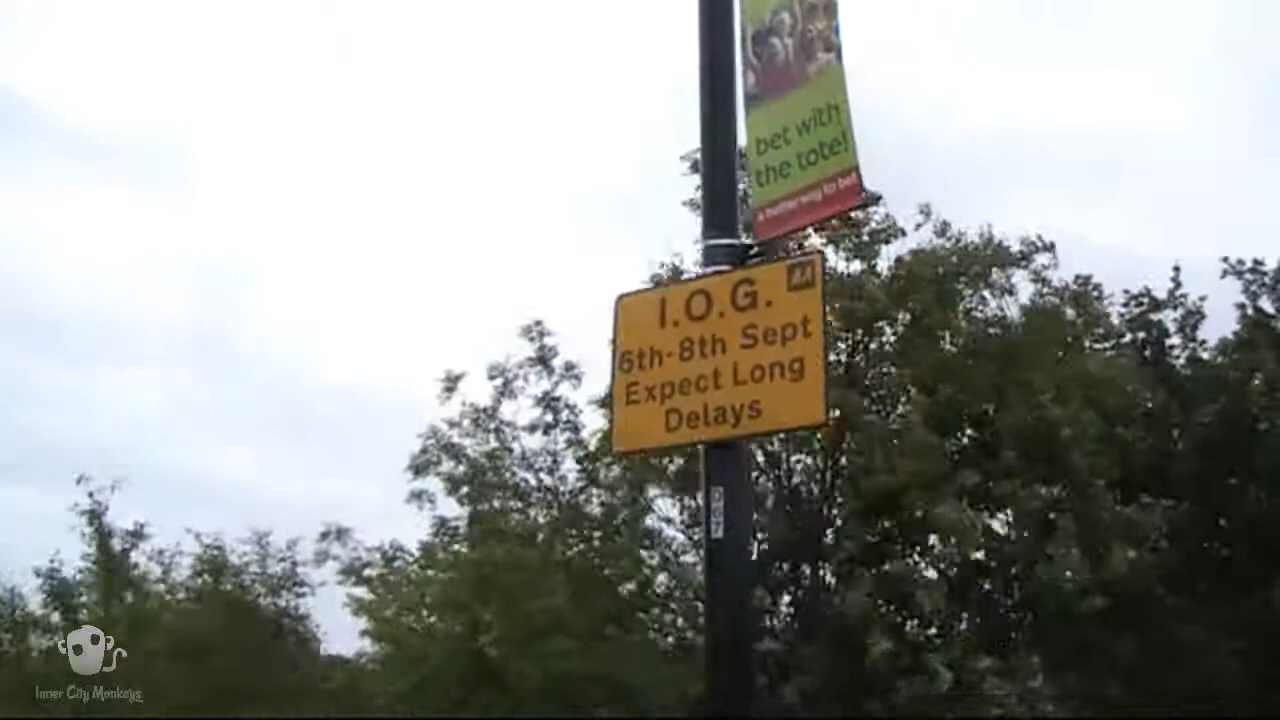 bet with
the tote!
a better way to bet
AA
I.O.G.
6th-8th Sept
Expect Long
Delays
Inner City Monkeys